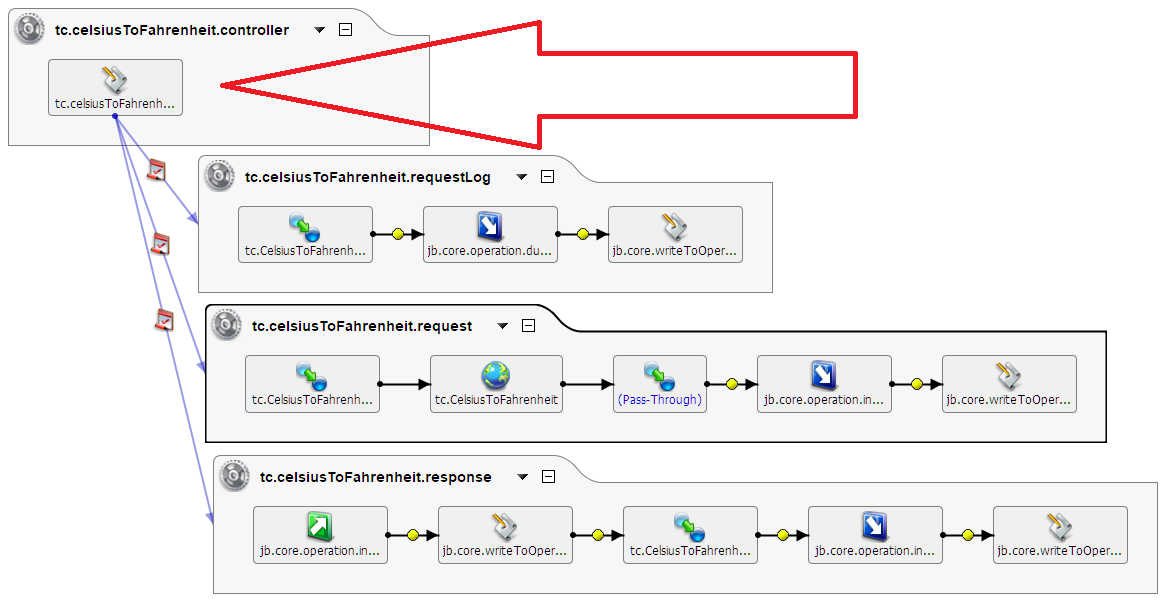 tc.celsiusToFahrenheit.controller
tc.celsiusToFahrenh...
tc.celsiusToFahrenheit.requestLog
tc.CelsiusToFahrenh...
jb.core.operation.du...
jb.core.writeToOper...
tc.celsiusToFahrenheit.request
tc.CelsiusToFahrenh...
tc.CelsiusToFahrenheit
(Pass-Through)
jb.core.operation.in...
jb.core.writeToOper...
tc.celsiusToFahrenheit.response
jb.core.operation.in...
jb.core.writeToOper...
tc.CelsiusToFahrenh...
jb.core.operation.in...
jb.core.writeToOper...